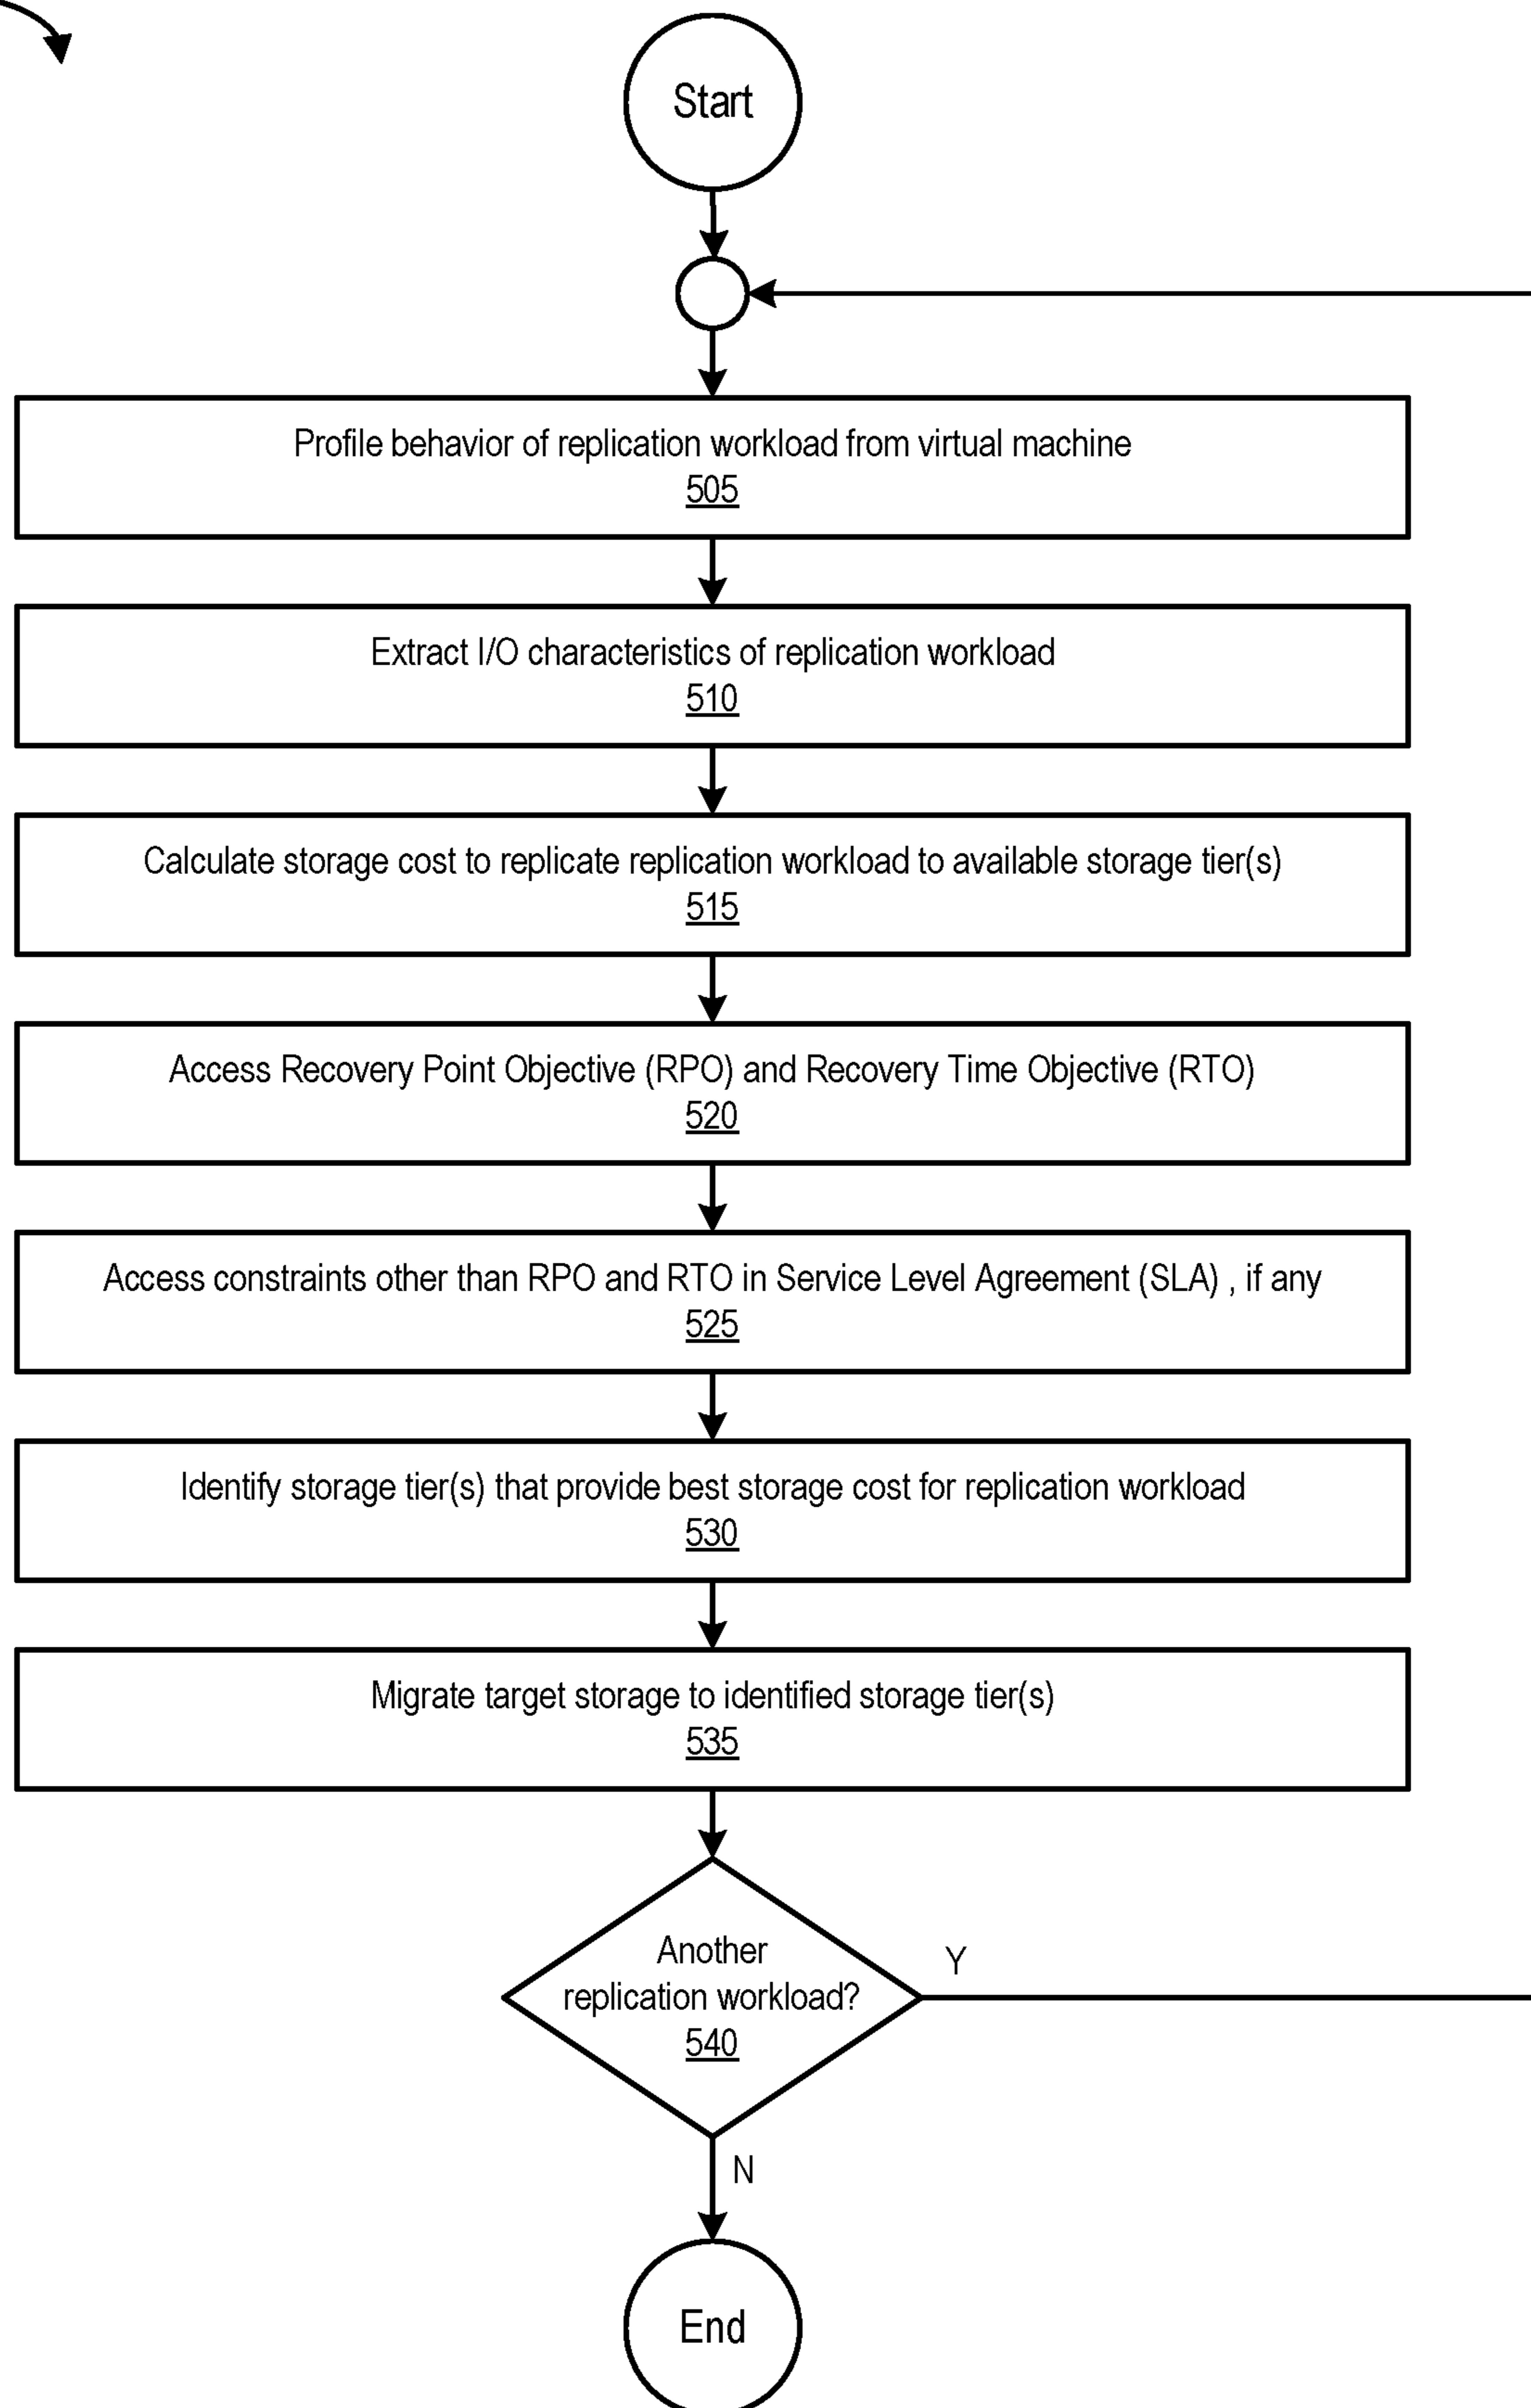 Start
Profile behavior of replication workload from virtual machine
505
Extract I/O characteristics of replication workload
510
Calculate storage cost to replicate replication workload to available storage tier(s)
515
Access Recovery Point Objective (RPO) and Recovery Time Objective (RTO)
520
Access constraints other than RPO and RTO in Service Level Agreement (SLA) , if any
525
Identify storage tier(s) that provide best storage cost for replication workload
530
Migrate target storage to identified storage tier(s)
535
Another
replication workload?
540
Y
N
End